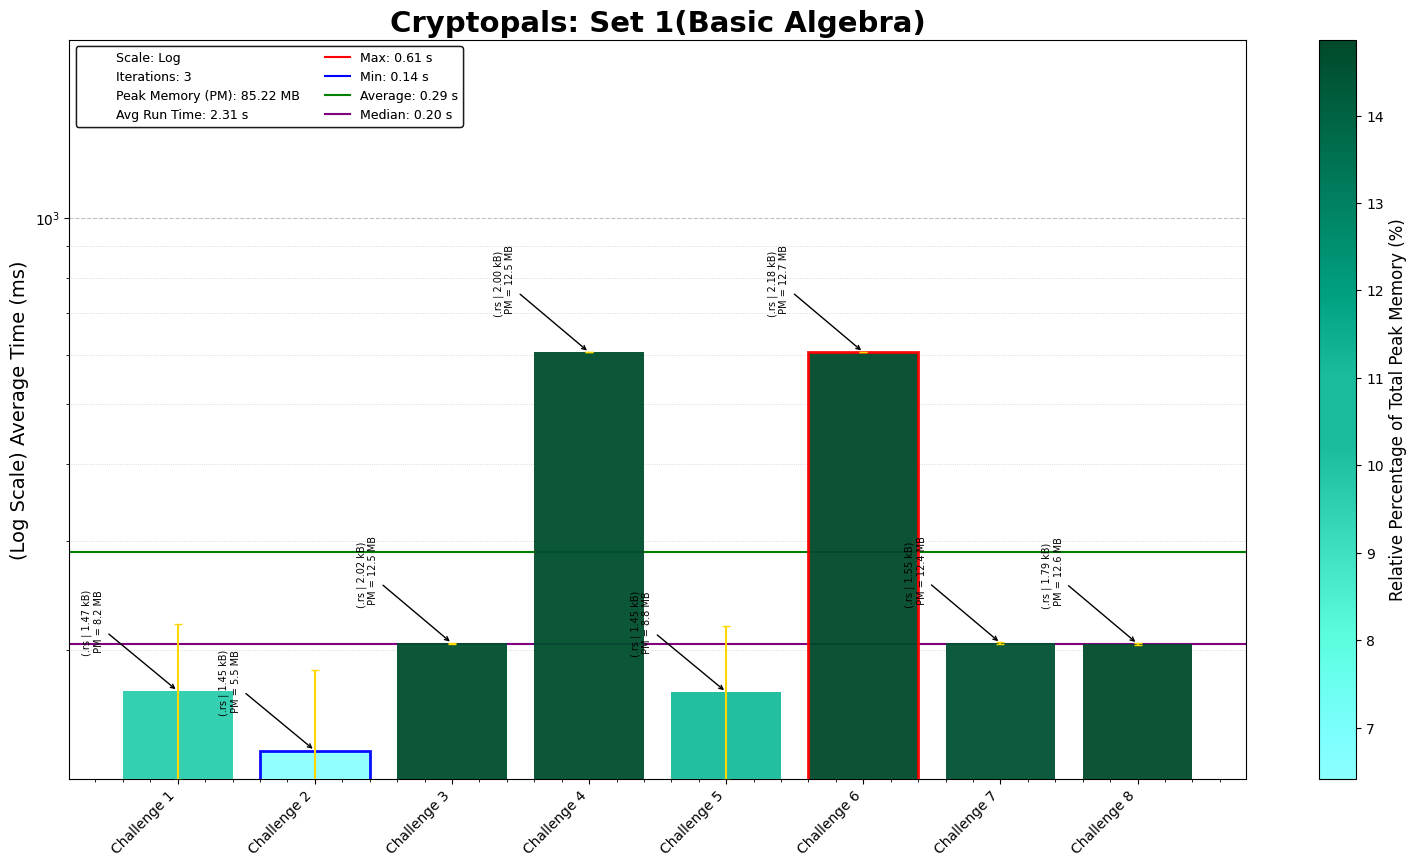 Cryptopals: Set 1(Basic Algebra)
Scale: Log
Iterations: 3
Peak Memory (PM): 85.22 MB
Avg Run Time: 2.31 s
Max: 0.61 s
Min: 0.14 s
Average: 0.29 s
Median: 0.20 s
(Log Scale) Average Time (ms)
10³
(.rs | 1.47 kB)
PM = 8.2 MB
(.rs | 1.45 kB)
PM = 5.5 MB
(.rs | 2.02 kB)
PM = 12.5 MB
(.rs | 2.00 kB)
PM = 12.5 MB
(.rs | 1.45 kB)
PM = 8.8 MB
(.rs | 2.18 kB)
PM = 12.7 MB
(.rs | 1.55 kB)
PM = 12.4 MB
(.rs | 1.79 kB)
PM = 12.6 MB
Challenge 1
Challenge 2
Challenge 3
Challenge 4
Challenge 5
Challenge 6
Challenge 7
Challenge 8
14
13
12
11
10
9
8
7
Relative Percentage of Total Peak Memory (%)